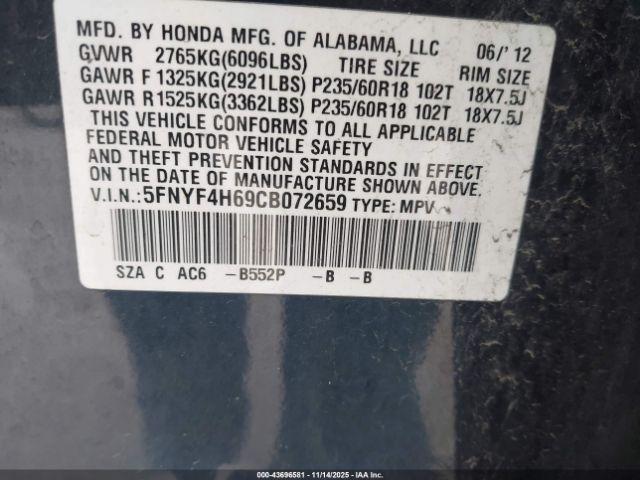 MFD. BY HONDA MFG. OF ALABAMA, LLC 06/' 12
GVWR 2765KG(6096LBS) TIRE SIZE RIM SIZE
GAWR F 1325KG(2921LBS) P235/60R18 102T 18X7.5J
GAWR R1525KG(3362LBS) P235/60R18 102T 18X7.5J
THIS VEHICLE CONFORMS TO ALL APPLICABLE
FEDERAL MOTOR VEHICLE SAFETY
AND THEFT PREVENTION STANDARDS IN EFFECT
ON THE DATE OF MANUFACTURE SHOWN ABOVE.
V.I.N.:5FNYF4H69CB072659 TYPE: MPV
SZA C AC6 -B552P -B -B
000-43696581 - 11/14/2025 - IAAI.com